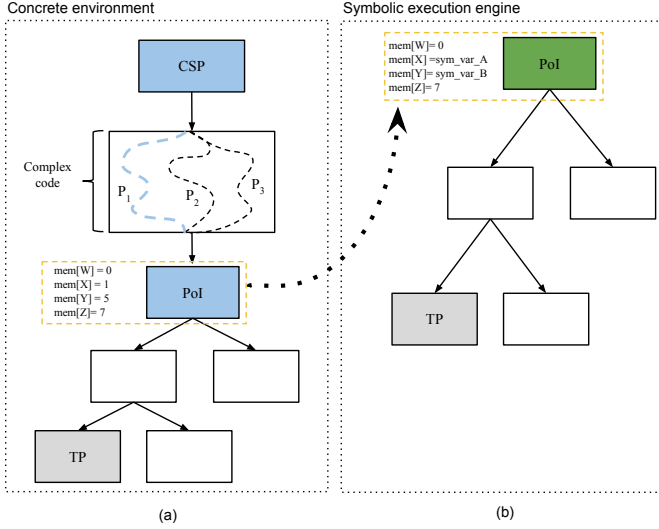 Concrete environment
CSP
Complex
code
P1
P2
P3
mem[W] = 0
mem[X] = 1
mem[Y] = 5
mem[Z]= 7
PoI
TP
(a)
Symbolic execution engine
mem[W]= 0
mem[X] =sym_var_A
mem[Y]= sym_var_B
mem[Z]= 7
PoI
TP
(b)